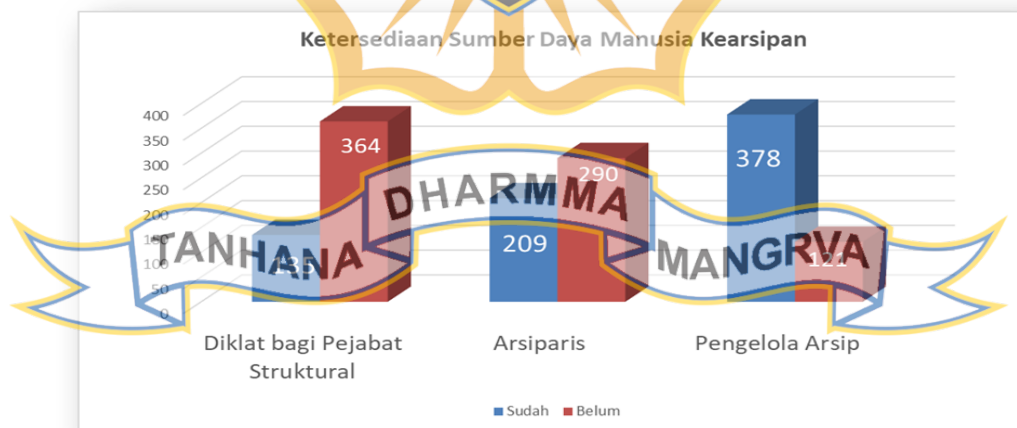 Ketersediaan Sumber Daya Manusia Kearsipan
400
350
300
250
200
150
100
50
0
135
364
209
290
378
121
TANHANA DHARMMA MANGRVA
Diklat bagi Pejabat
Struktural
Arsiparis
Pengelola Arsip
Sudah Belum